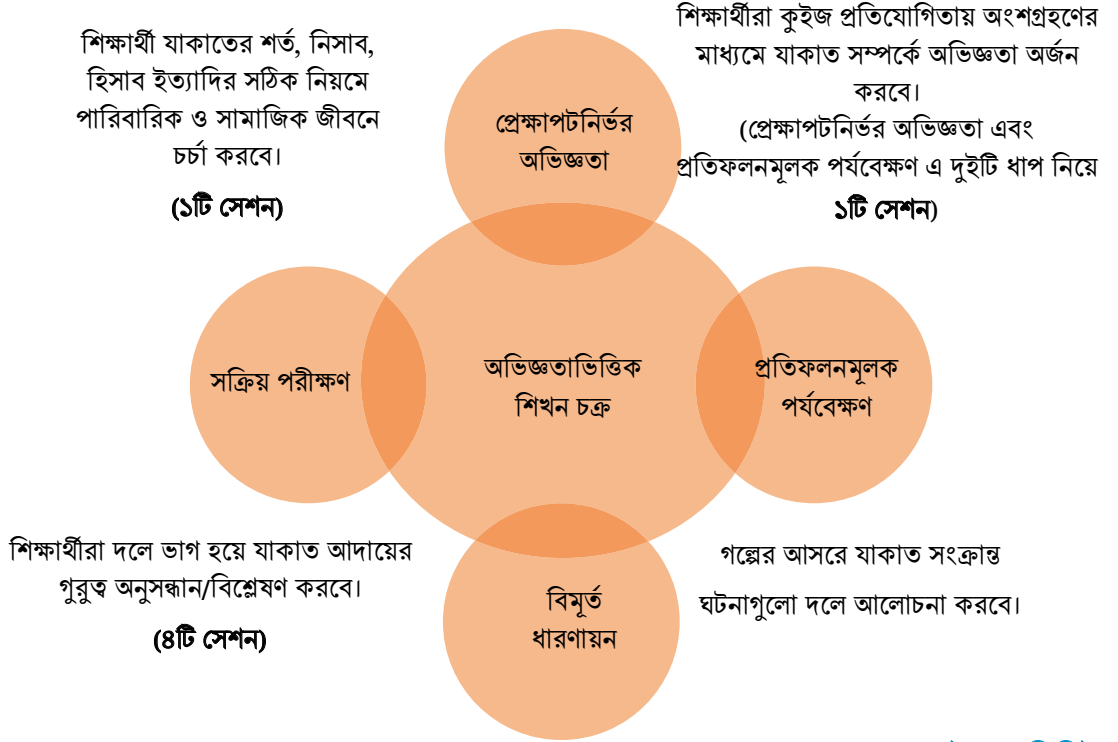 শিক্ষার্থী যাকাতের শর্ত, নিসাব,
হিসাব ইত্যাদির সঠিক নিয়মে
পারিবারিক ও সামাজিক জীবনে
চর্চা করবে।
(১টি সেশন)
প্রেক্ষাপটনির্ভর
অভিজ্ঞতা
শিক্ষার্থীরা কুইজ প্রতিযোগিতায় অংশগ্রহণের
মাধ্যমে যাকাত সম্পর্কে অভিজ্ঞতা অর্জন
করবে।
(প্রেক্ষাপটনির্ভর অভিজ্ঞতা এবং
প্রতিফলনমূলক পর্যবেক্ষণ এ দুইটি ধাপ নিয়ে
১টি সেশন)
সক্রিয় পরীক্ষণ
অভিজ্ঞতাভিত্তিক
শিখন চক্র
প্রতিফলনমূলক
পর্যবেক্ষণ
শিক্ষার্থীরা দলে ভাগ হয়ে যাকাত আদায়ের
গুরুত্ব অনুসন্ধান/বিশ্লেষণ করবে।
(৪টি সেশন)
বিমূর্ত
ধারণায়ন
গল্পের আসরে যাকাত সংক্রান্ত
ঘটনাগুলো দলে আলোচনা করবে।